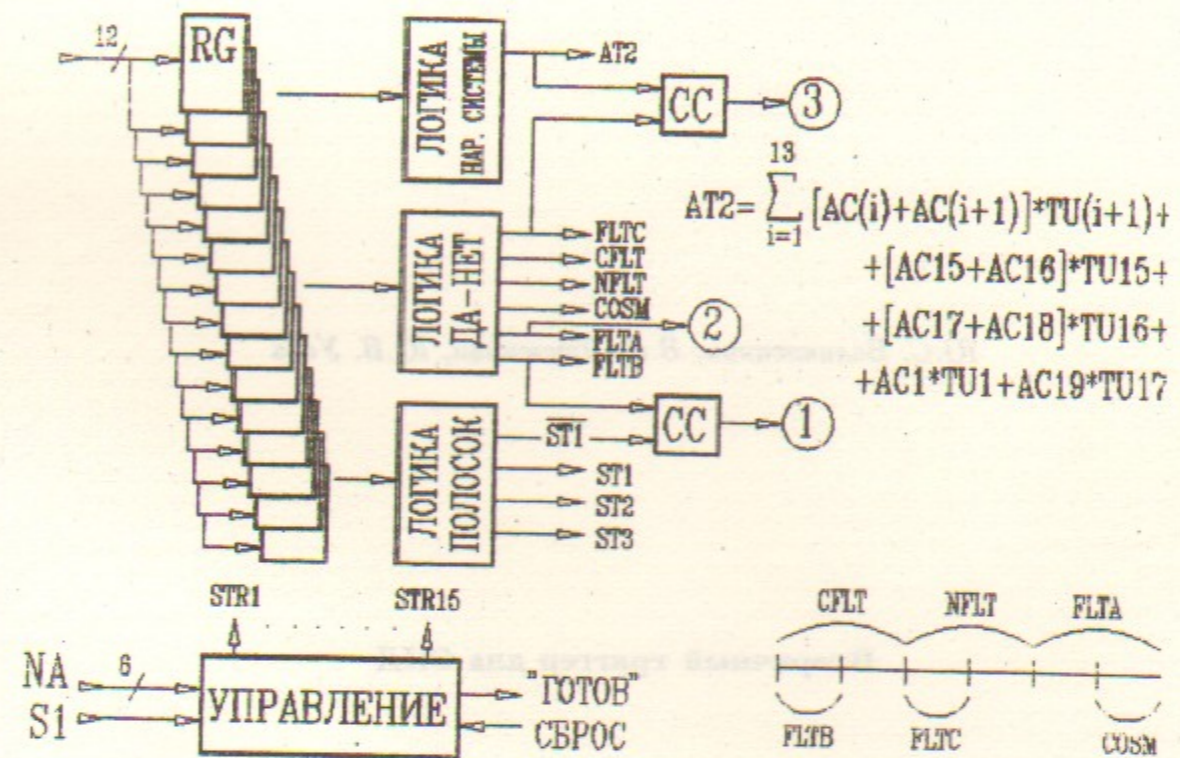 12
RG
ЛОГИКА
НАР. СИСТЕМЫ
AT2
CC
3
ЛОГИКА
ДА-НЕТ
FLTC
CFLT
NFLT
COSM
FLTA
FLTB
2
ЛОГИКА
ПОЛОСОК
ST1
ST1
ST2
ST3
CC
1
13
AT2= ∑ [AC(i)+AC(i+1)]*TU(i+1)+
i=1
+[AC15+AC16]*TU15+
+[AC17+AC18]*TU16+
+AC1*TU1+AC19*TU17
STR1 . . . . . . STR15
NA
6
S1
УПРАВЛЕНИЕ
"ГОТОВ"
СБРОС
CFLT NFLT FLTA
FLTB FLTC COSM